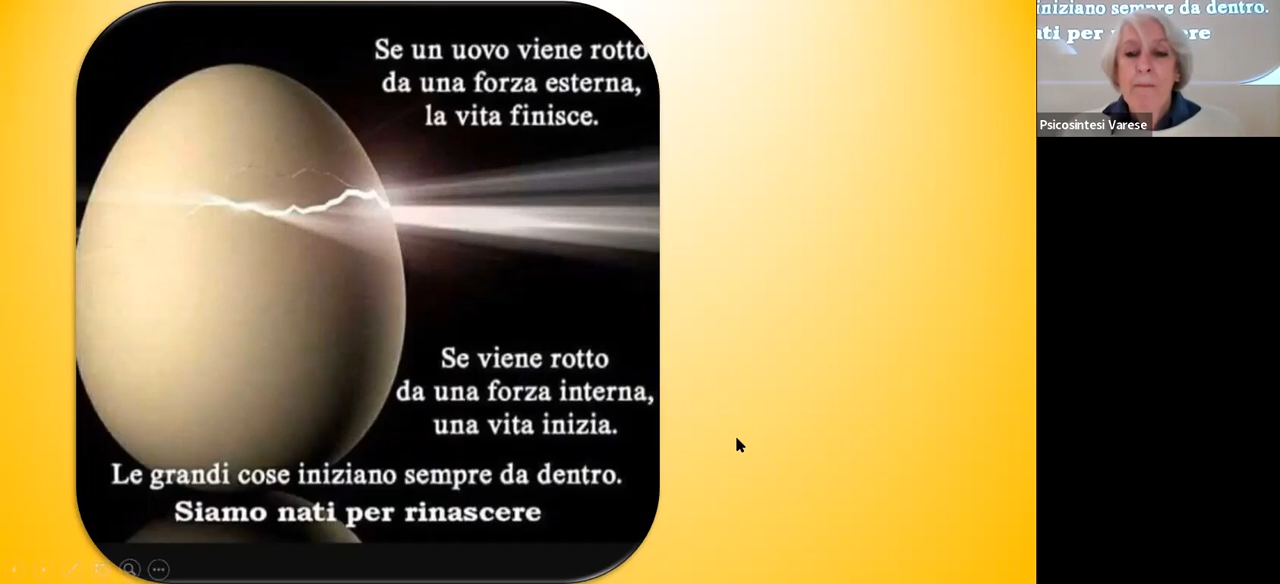 Se un uovo viene rotto
da una forza esterna,
la vita finisce.
Se viene rotto
da una forza interna,
una vita inizia.
Le grandi cose iniziano sempre da dentro.
Siamo nati per rinascere
iniziano sempre da dentro.
ati per
ere
Psicosintesi Varese